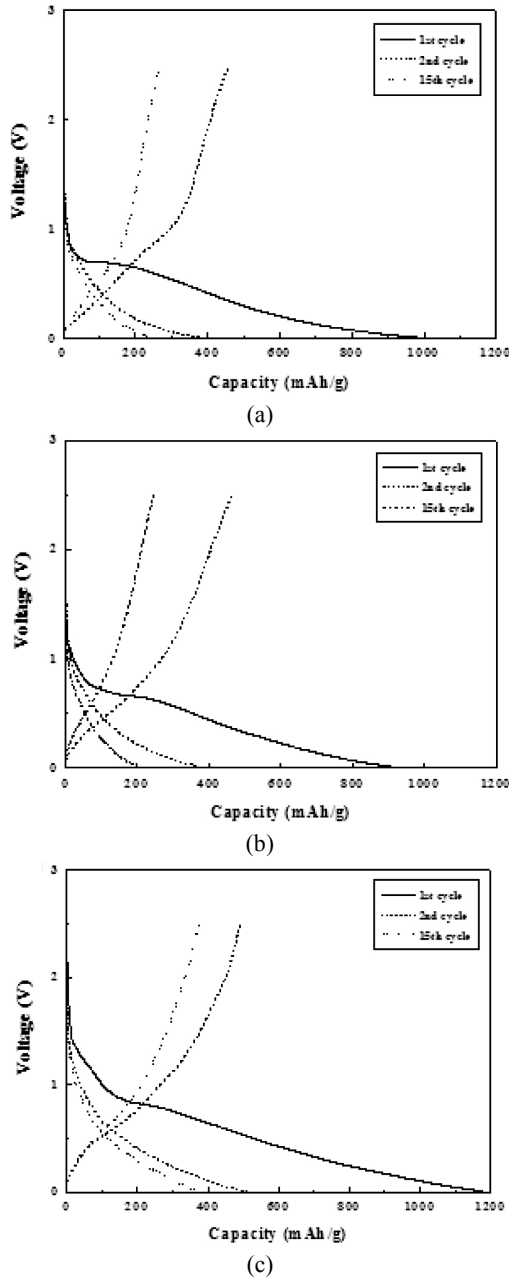 3
1st cycle
2nd cycle
15th cycle
2
Voltage (V)
1
0
0 200 400 600 800 1000 1200
Capacity (mAh/g)
(a)
3
1st cycle
2nd cycle
15th cycle
2
Voltage (V)
1
0
0 200 400 600 800 1000 1200
Capacity (mAh/g)
(b)
3
1st cycle
2nd cycle
15th cycle
2
Voltage (V)
1
0
0 200 400 600 800 1000 1200
Capacity (mAh/g)
(c)